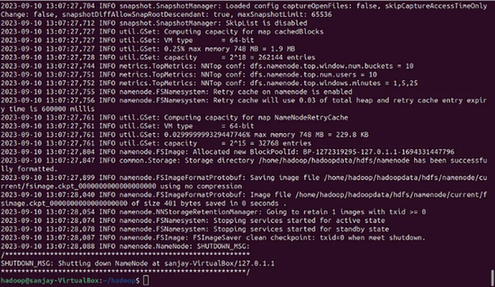 2023-09-10 13:07:27,704 INFO snapshot.SnapshotManager: Loaded config captureOpenFiles: false, skipCaptureAccessTimeOnly
Change: false, snapshotDiffAllowSnapRootDescendant: true, maxSnapshotLimit: 65536
2023-09-10 13:07:27,712 INFO snapshot.SnapshotManager: SkipList is disabled
2023-09-10 13:07:27,727 INFO util.GSet: Computing capacity for map cachedBlocks
2023-09-10 13:07:27,727 INFO util.GSet: VM type = 64-bit
2023-09-10 13:07:27,727 INFO util.GSet: 0.25% max memory 748 MB = 1.9 MB
2023-09-10 13:07:27,727 INFO util.GSet: capacity = 2^18 = 262144 entries
2023-09-10 13:07:27,744 INFO metrics.TopMetrics: NNTop conf: dfs.namenode.top.window.num.buckets = 10
2023-09-10 13:07:27,751 INFO metrics.TopMetrics: NNTop conf: dfs.namenode.top.num.users = 10
2023-09-10 13:07:27,752 INFO metrics.TopMetrics: NNTop conf: dfs.namenode.top.windows.minutes = 1,5,25
2023-09-10 13:07:27,755 INFO namenode.FSNamesystem: Retry cache on namenode is enabled
2023-09-10 13:07:27,755 INFO namenode.FSNamesystem: Retry cache will use 0.03 of total heap and retry cache entry expir
y time is 600000 millis
2023-09-10 13:07:27,761 INFO util.GSet: Computing capacity for map NameNodeRetryCache
2023-09-10 13:07:27,761 INFO util.GSet: VM type = 64-bit
2023-09-10 13:07:27,761 INFO util.GSet: 0.029999999329447746% max memory 748 MB = 229.8 KB
2023-09-10 13:07:27,761 INFO util.GSet: capacity = 2^15 = 32768 entries
2023-09-10 13:07:27,804 INFO namenode.FSImage: Allocated new BlockPoolId: BP-1272319295-127.0.1.1-1694331447796
2023-09-10 13:07:27,847 INFO common.Storage: Storage directory /home/hadoop/hadoopdata/hdfs/namenode has been successfu
lly formatted.
2023-09-10 13:07:27,899 INFO namenode.FSImageFormatProtobuf: Saving image file /home/hadoop/hadoopdata/hdfs/namenode/cu
rrent/fsimage.ckpt_0000000000000000000 using no compression
2023-09-10 13:07:28,040 INFO namenode.FSImageFormatProtobuf: Image file /home/hadoop/hadoopdata/hdfs/namenode/current/f
simage.ckpt_0000000000000000000 of size 401 bytes saved in 0 seconds .
2023-09-10 13:07:28,054 INFO namenode.NNStorageRetentionManager: Going to retain 1 images with txid >= 0
2023-09-10 13:07:28,074 INFO namenode.FSNamesystem: Stopping services started for active state
2023-09-10 13:07:28,078 INFO namenode.FSNamesystem: Stopping services started for standby state
2023-09-10 13:07:28,087 INFO namenode.FSImage: FSImageSaver clean checkpoint: txid=0 when meet shutdown.
2023-09-10 13:07:28,088 INFO namenode.NameNode: SHUTDOWN_MSG:
/************************************************************
SHUTDOWN_MSG: Shutting down NameNode at sanjay-VirtualBox/127.0.1.1
************************************************************/
hadoop@sanjay-VirtualBox:~/hadoop$